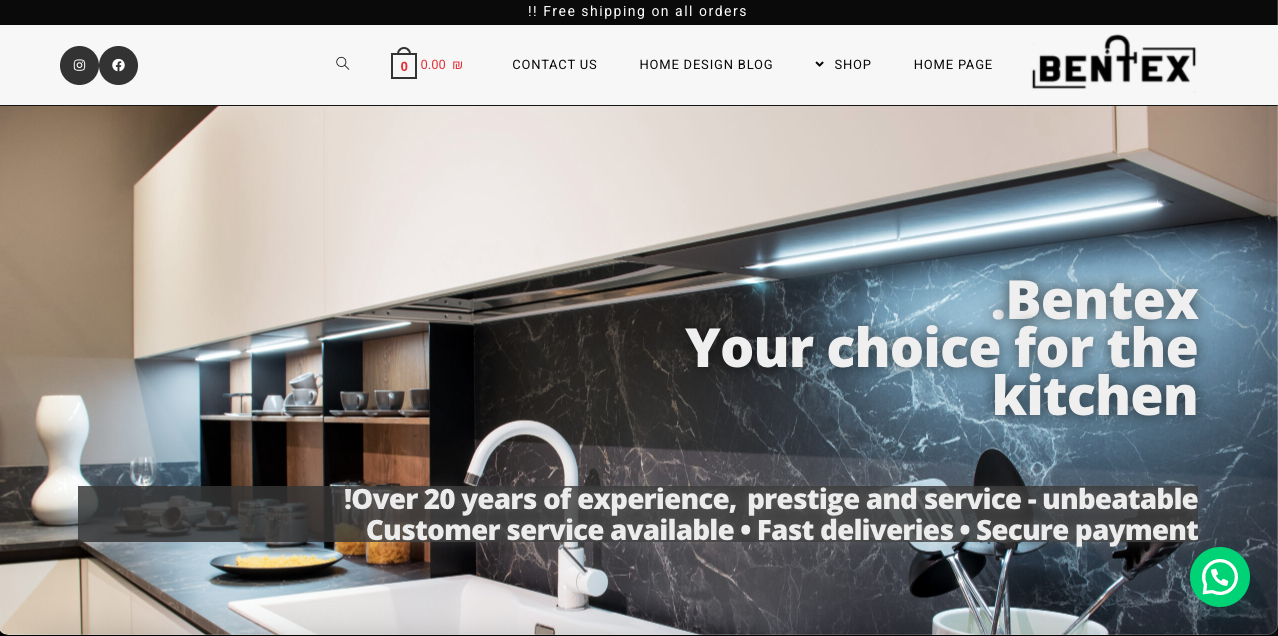 !! Free shipping on all orders
0
0.00 ₪
CONTACT US
HOME DESIGN BLOG
SHOP
HOME PAGE
BENTEX
.Bentex
Your choice for the
kitchen
!Over 20 years of experience, prestige and service - unbeatable
Customer service available • Fast deliveries • Secure payment